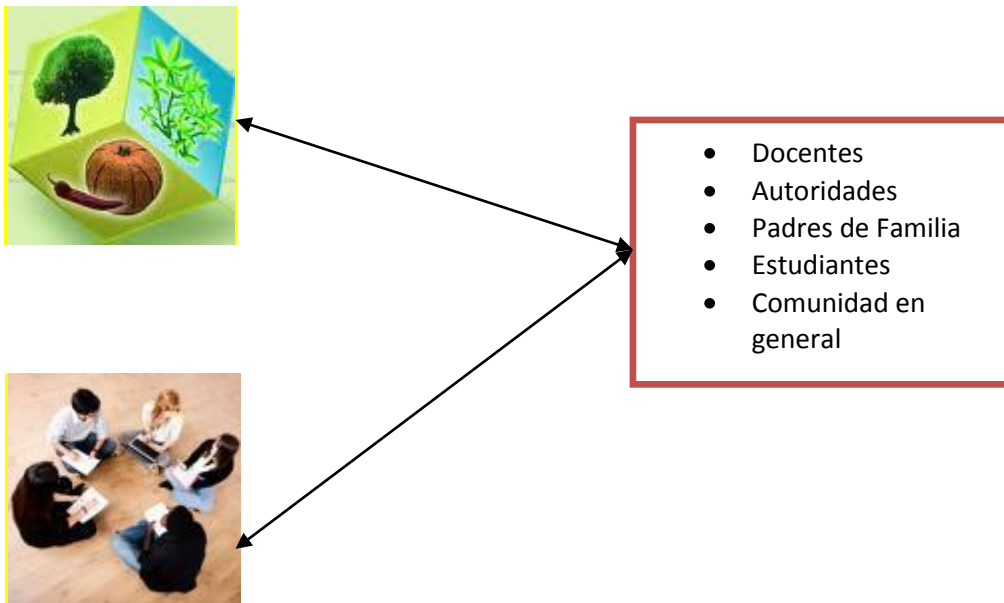 • Docentes
• Autoridades
• Padres de Familia
• Estudiantes
• Comunidad en
general